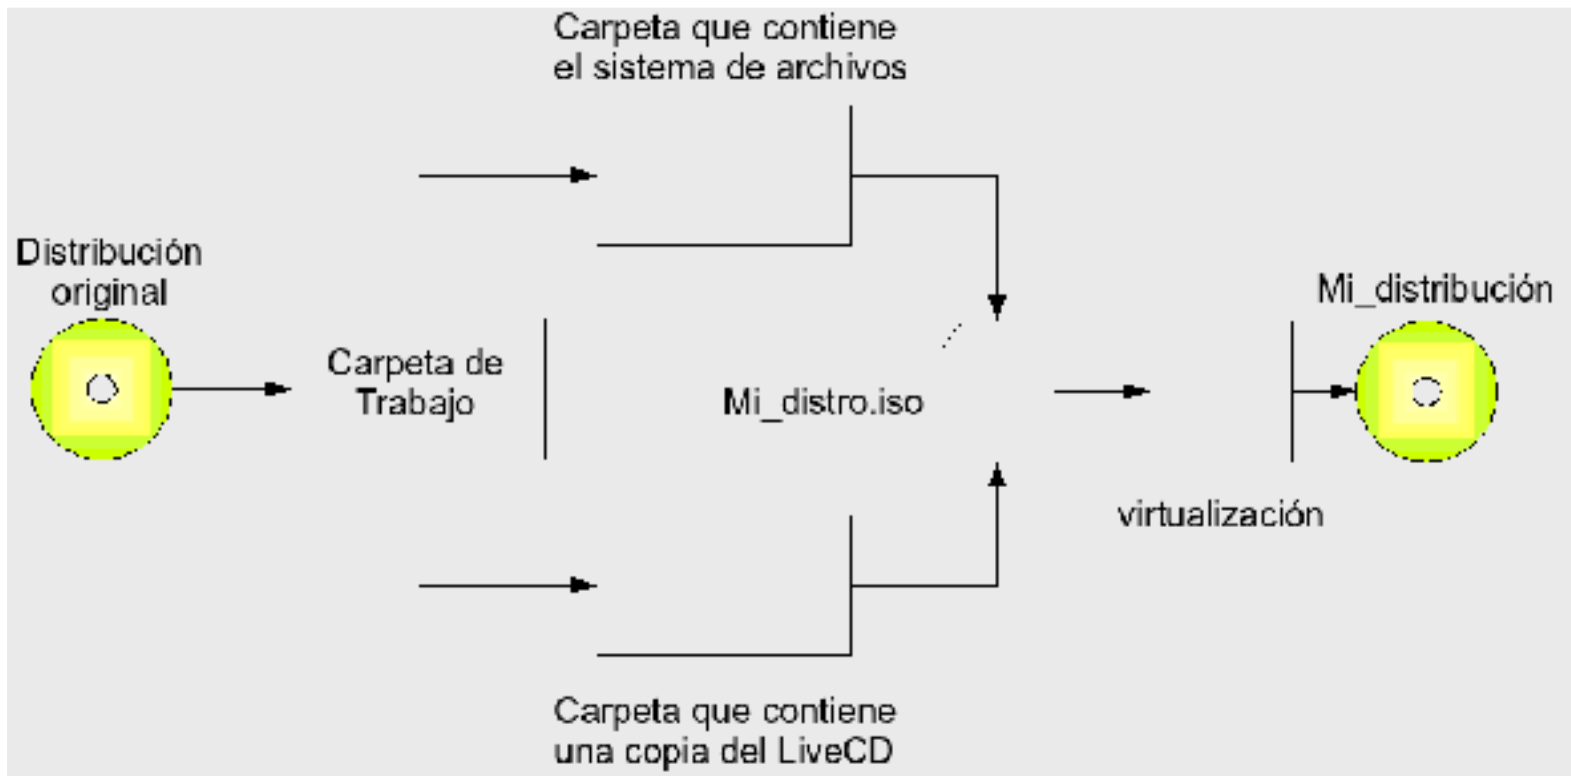 Carpeta que contiene
el sistema de archivos
Distribución
original
Mi_distribución
Carpeta de
Trabajo
Mi_distro.iso
virtualización
Carpeta que contiene
una copia del LiveCD